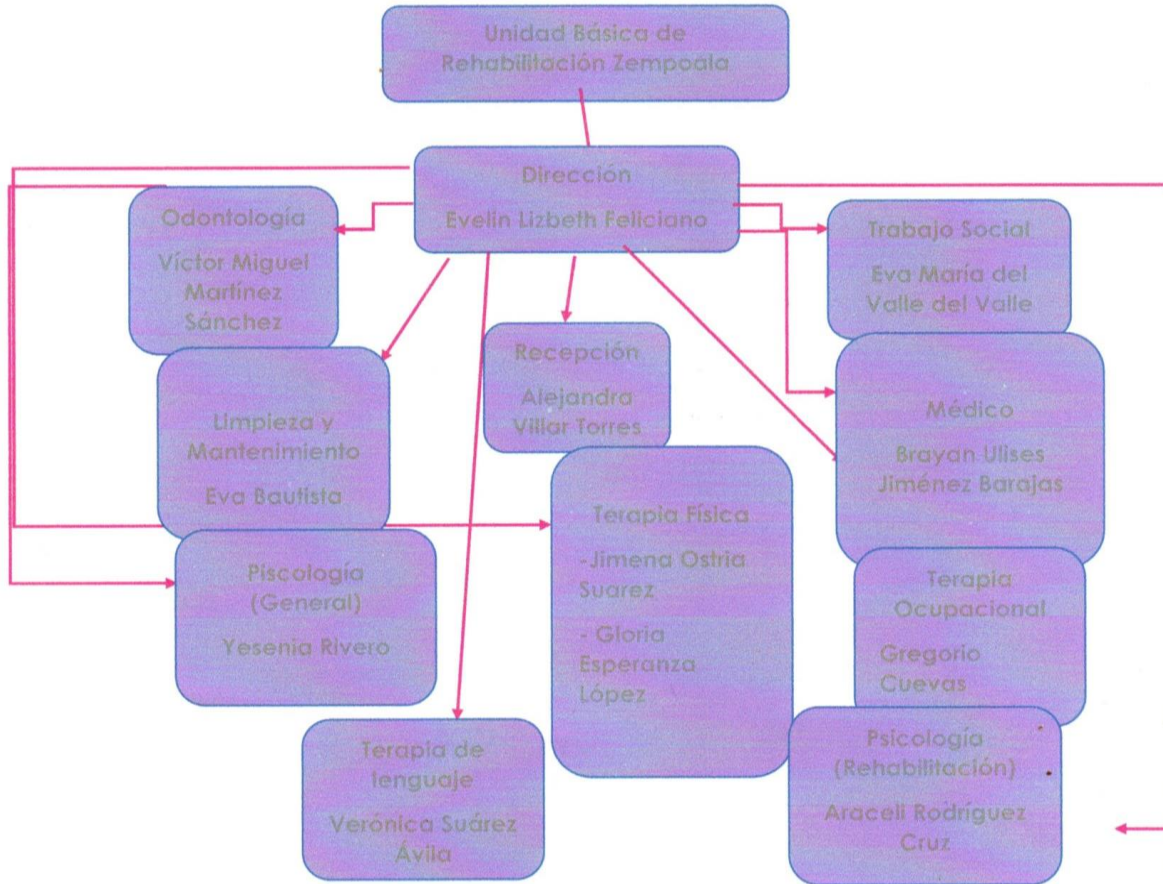 Unidad Básica de
Rehabilitación Zempoala
Dirección
Evelin Lizbeth Feliciano
Odontología
Víctor Miguel
Martínez
Sánchez
Trabajo Social
Eva María del
Valle del Valle
Recepción
Alejandra
Villar Torres
Limpieza y
Mantenimiento
Eva Bautista
Médico
Brayan Ulises
Jiménez Barajas
Terapia Física
-Jimena Ostria
Suarez
- Gloria
Esperanza
López
Piscología
(General)
Yesenia Rivero
Terapia
Ocupacional
Gregorio
Cuevas
Terapia de
lenguaje
Verónica Suárez
Ávila
Psicología
(Rehabilitación)
Araceli Rodríguez
Cruz